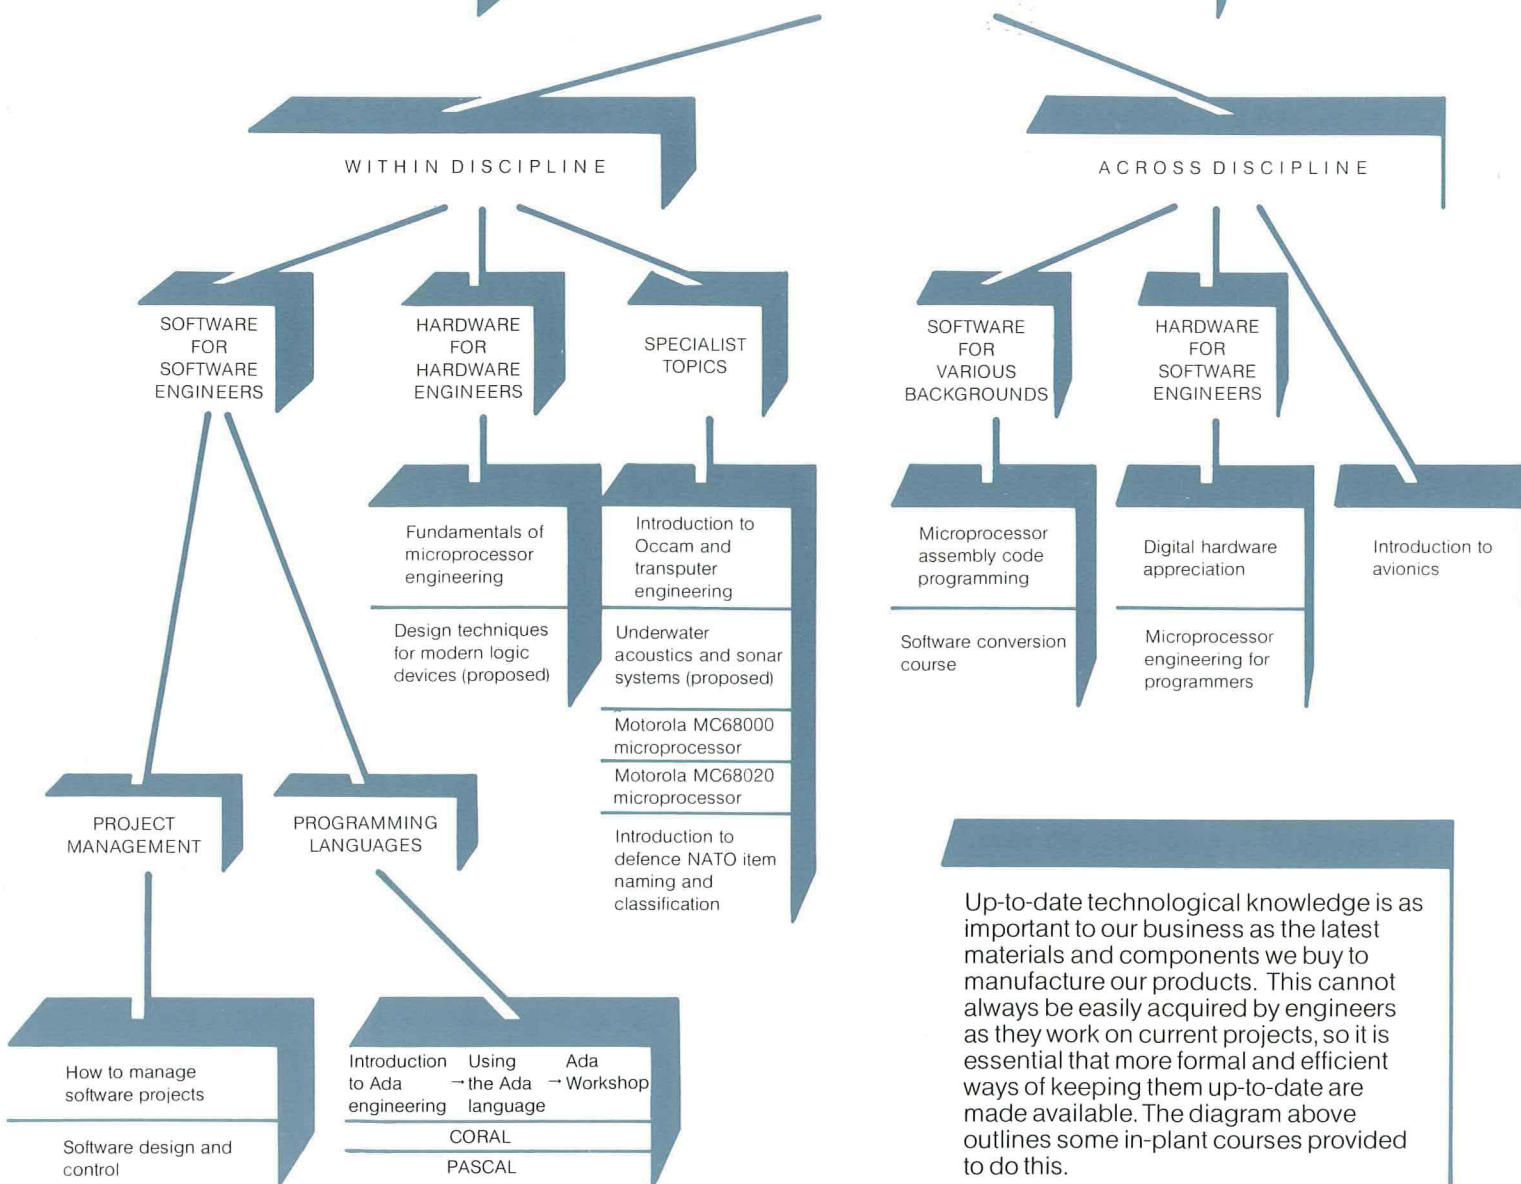 WITHIN DISCIPLINE
ACROSS DISCIPLINE
SOFTWARE
FOR
SOFTWARE
ENGINEERS
HARDWARE
FOR
HARDWARE
ENGINEERS
SPECIALIST
TOPICS
SOFTWARE
FOR
VARIOUS
BACKGROUNDS
HARDWARE
FOR
SOFTWARE
ENGINEERS
Fundamentals of
microprocessor
engineering
Design techniques
for modern logic
devices (proposed)
Introduction to
Occam and
transputer
engineering
Underwater
acoustics and sonar
systems (proposed)
Motorola MC68000
microprocessor
Motorola MC68020
microprocessor
Introduction to
defence NATO item
naming and
classification
Microprocessor
assembly code
programming
Software conversion
course
Digital hardware
appreciation
Microprocessor
engineering for
programmers
Introduction to
avionics
PROJECT
MANAGEMENT
PROGRAMMING
LANGUAGES
How to manage
software projects
Software design and
control
Introduction Using Ada
to Ada → the Ada → Workshop
engineering language
CORAL
PASCAL
Up-to-date technological knowledge is as
important to our business as the latest
materials and components we buy to
manufacture our products. This cannot
always be easily acquired by engineers
as they work on current projects, so it is
essential that more formal and efficient
ways of keeping them up-to-date are
made available. The diagram above
outlines some in-plant courses provided
to do this.